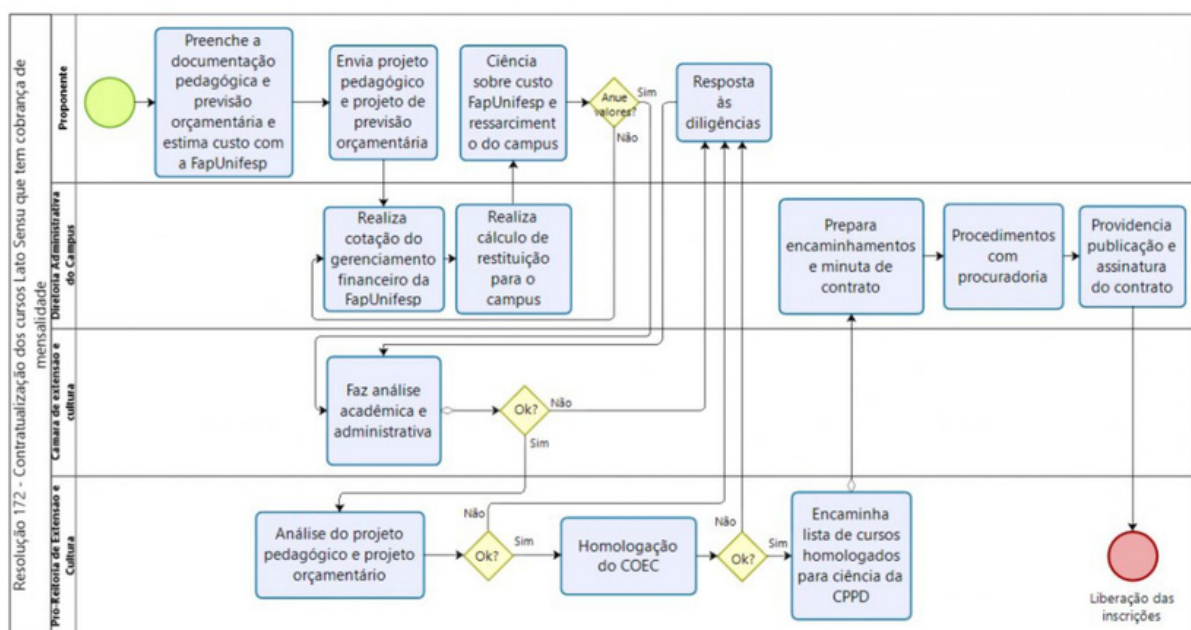 Resolução 172 - Contratualização dos cursos Lato Sensu que tem cobrança de
mensalidade
Proponente
Preenche a
documentação
pedagógica e
previsão
orçamentária e
estima custo com
a FapUnifesp
Envia projeto
pedagógico
e projeto de
previsão
orçamentária
Ciência
sobre custo
FapUnifesp e
ressarciment
o do campus
Anue
valores?
Sim
Não
Resposta
às
diligências
Diretoria Administrativa
do Campus
Realiza
cotação do
gerenciamento
financeiro da
FapUnifesp
Realiza
cálculo de
restituição
para o
campus
Prepara
encaminhamentos
e minuta de
contrato
Procedimentos
com
procuradoria
Providencia
publicação e
assinatura
do contrato
Camara de extensão e
cultura
Faz análise
acadêmica e
administrativa
Ok?
Não
Sim
Pro-Reitoria de Extensão e
Cultura
Análise do projeto
pedagógico e projeto
orçamentário
Ok?
Não
Sim
Homologação
do COEC
Ok?
Não
Sim
Encaminha
lista de cursos
homologados
para ciência da
CPPD
Liberação das
inscrições